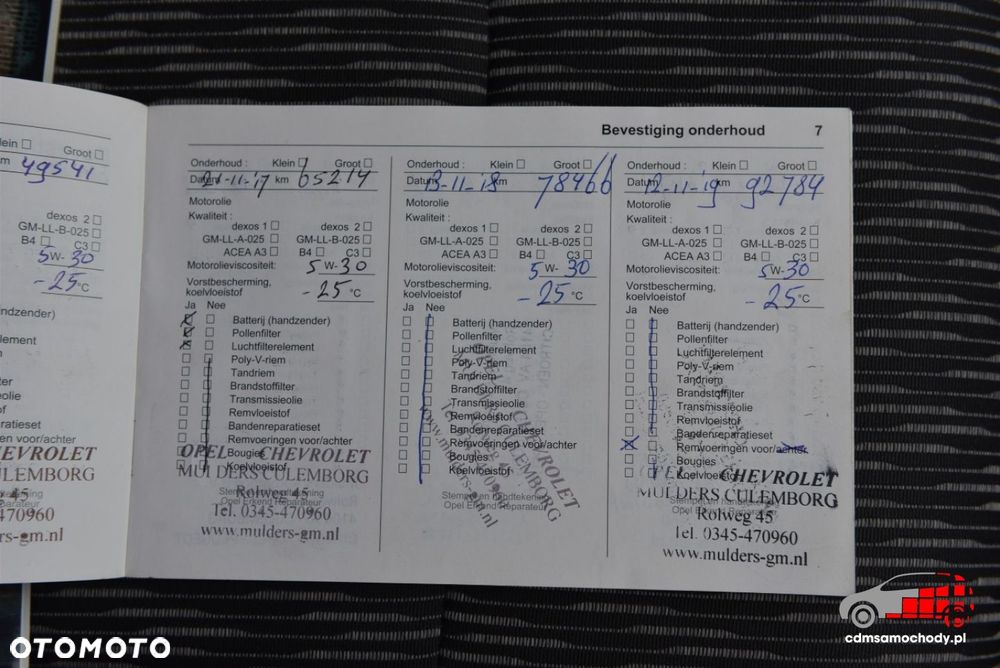 lein □ Groot □
m 49541
dexos 2 □
GM-LL-B-025 □
B4 □ C3 □
5W-30
-25 °C
ndzender)
lement
ter
of
en voor/achter
of
HEVROLET
CULEMBORG
45
-470960
ers-gm.nl
Bevestiging onderhoud 7
Onderhoud : Klein □ Groot □
Datum 21-11-'17 km 65214
Motorolie
Kwaliteit :
dexos 1 □ dexos 2 □
GM-LL-A-025 □ GM-LL-B-025 □
ACEA A3 □ B4 □ C3 □
Motorolieviscositeit: 5W-30
Vorstbescherming,
koelvloeistof -25 °C
Ja Nee
Batterij (handzender)
Pollenfilter
Luchtfilterelement
Poly-V-riem
Tandriem
Brandstoffilter
Transmissieolie
Remvloeistof
Bandenreparatieset
Remvoeringen voor/achter
Bougies
Koelvloeistof
OPEL CHEVROLET
MULDERS CULEMBORG
Rolweg 45
Tel. 0345-470960
www.mulders-gm.nl
Onderhoud : Klein □ Groot □
Datum 13-11-'18 km 78466
Motorolie
Kwaliteit :
dexos 1 □ dexos 2 □
GM-LL-A-025 □ GM-LL-B-025 □
ACEA A3 □ B4 □ C3 □
Motorolieviscositeit: 5W-30
Vorstbescherming,
koelvloeistof -25 °C
Ja Nee
Batterij (handzender)
Pollenfilter
Luchtfilterelement
Poly-V-riem
Tandriem
Brandstoffilter
Transmissieolie
Remvloeistof
Bandenreparatieset
Remvoeringen voor/achter
Bougies
Koelvloeistof
Stempel en handtekening
Opel Erkend Reparateur
CHEVROLET
Onderhoud : Klein □ Groot □
Datum 12-11-'19 km 92784
Motorolie
Kwaliteit :
dexos 1 □ dexos 2 □
GM-LL-A-025 □ GM-LL-B-025 □
ACEA A3 □ B4 □ C3 □
Motorolieviscositeit: 5W-30
Vorstbescherming,
koelvloeistof -25 °C
Ja Nee
Batterij (handzender)
Pollenfilter
Luchtfilterelement
Poly-V-riem
Tandriem
Brandstoffilter
Transmissieolie
Remvloeistof
Bandenreparatieset
Remvoeringen voor/achter
Bougies
Koelvloeistof
OPEL CHEVROLET
MULDERS CULEMBORG
Rolweg 45
Tel. 0345-470960
www.mulders-gm.nl
OTOMOTO
cdmsamochody.pl